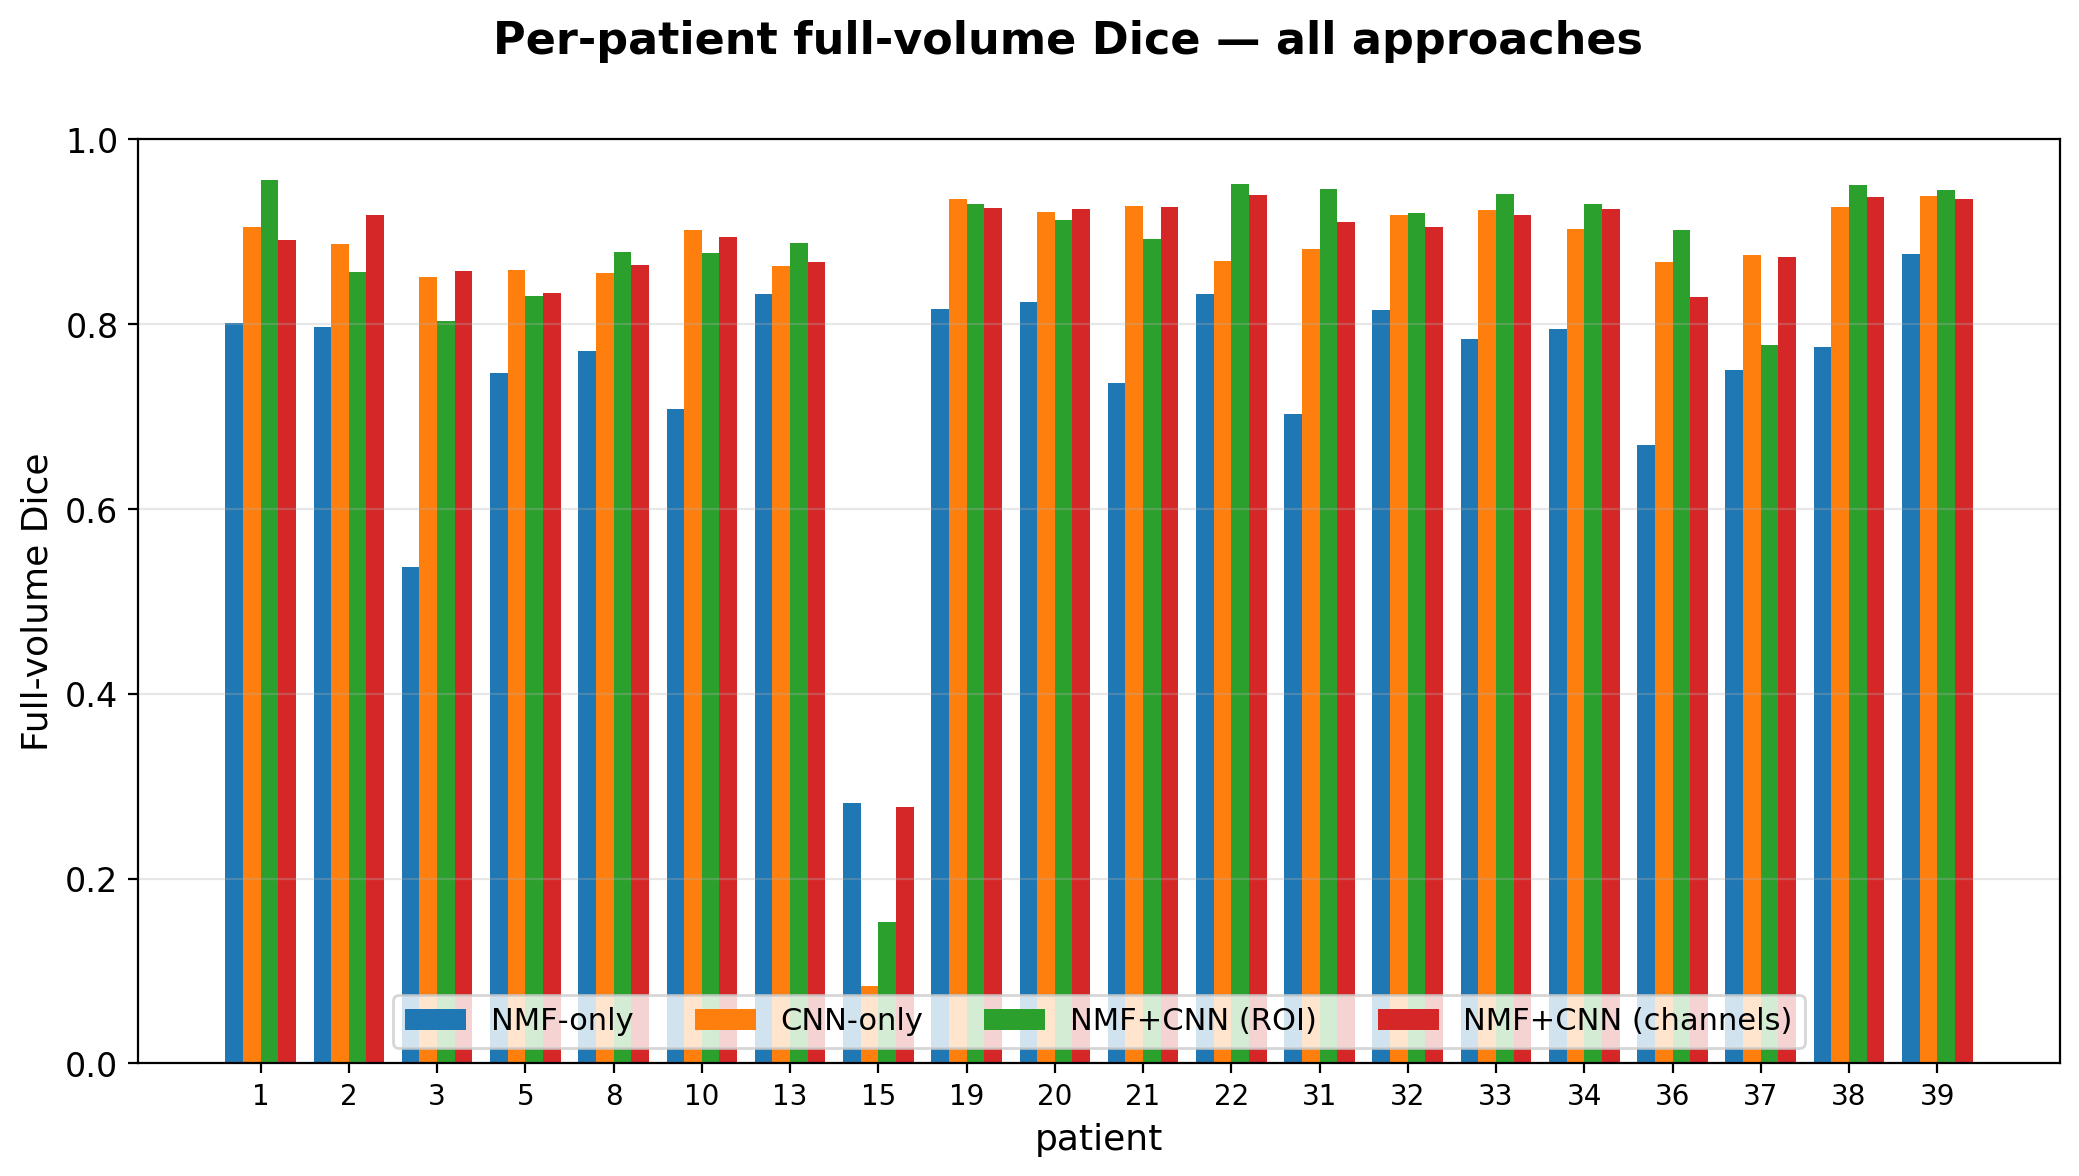 Per-patient full-volume Dice — all approaches
1.0
0.8
0.6
0.4
0.2
0.0
Full-volume Dice
NMF-only CNN-only NMF+CNN (ROI) NMF+CNN (channels)
1 2 3 5 8 10 13 15 19 20 21 22 31 32 33 34 36 37 38 39
patient